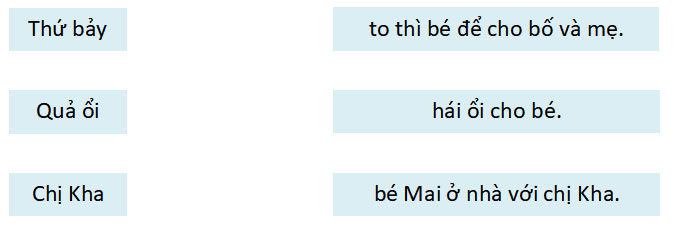 Thứ bảy to thì bé để cho bố và mẹ.
Quả ổi hái ổi cho bé.
Chị Kha bé Mai ở nhà với chị Kha.